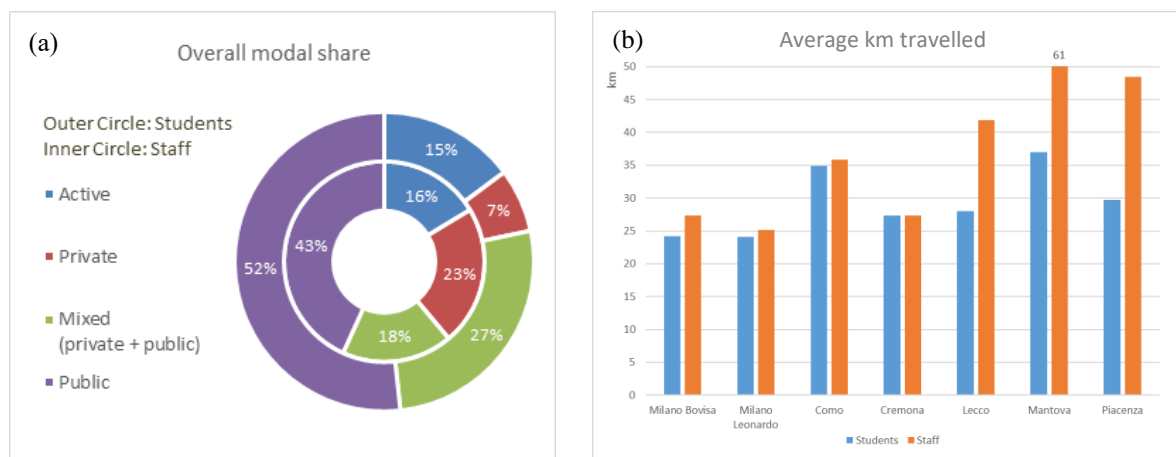 (a)
Overall modal share
Outer Circle: Students
Inner Circle: Staff
Active
Private
Mixed
(private + public)
Public
15%
7%
27%
52%
16%
23%
18%
43%
(b)
Average km travelled
km
50
45
40
35
30
25
20
15
10
5
0
61
Milano Bovisa
Milano
Leonardo
Como
Cremona
Lecco
Mantova
Piacenza
Students
Staff